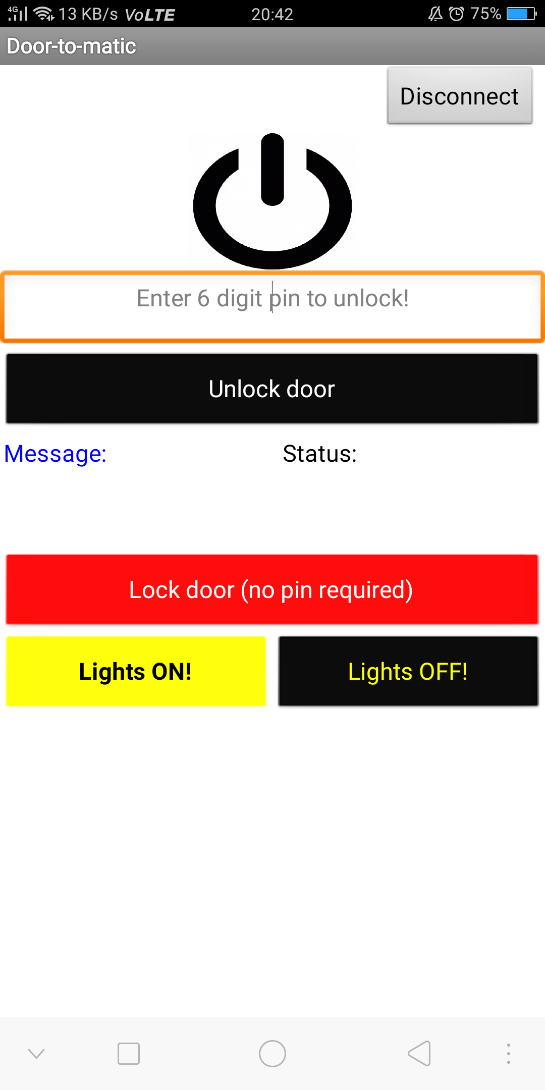 4G 13 KB/s VoLTE 20:42 75%
Door-to-matic
Disconnect
Enter 6 digit pin to unlock!
Unlock door
Message: Status:
Lock door (no pin required)
Lights ON! Lights OFF!